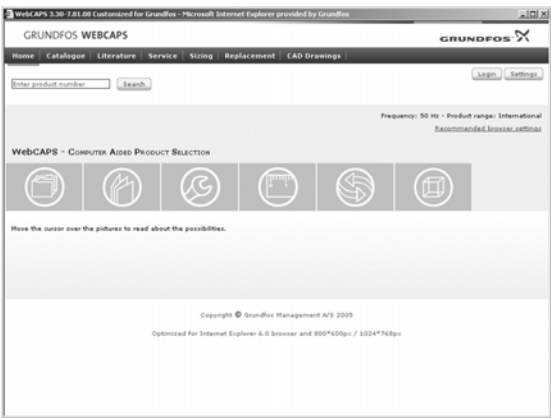 WebCAPS 3.30-7.01.08 Customized for Grundfos - Microsoft Internet Explorer provided by Grundfos
GRUNDFOS WEBCAPS
GRUNDFOS
Home Catalogue Literature Service Sizing Replacement CAD Drawings
Login Settings
Enter product number Search
Frequency: 50 Hz - Product range: International
Recommended browser settings
WebCAPS - Computer Aided Product Selection
Move the cursor over the pictures to read about the possibilities.
Copyright © Grundfos Management A/S 2005
Optimized for Internet Explorer 6.0 browser and 800*600px / 1024*768px